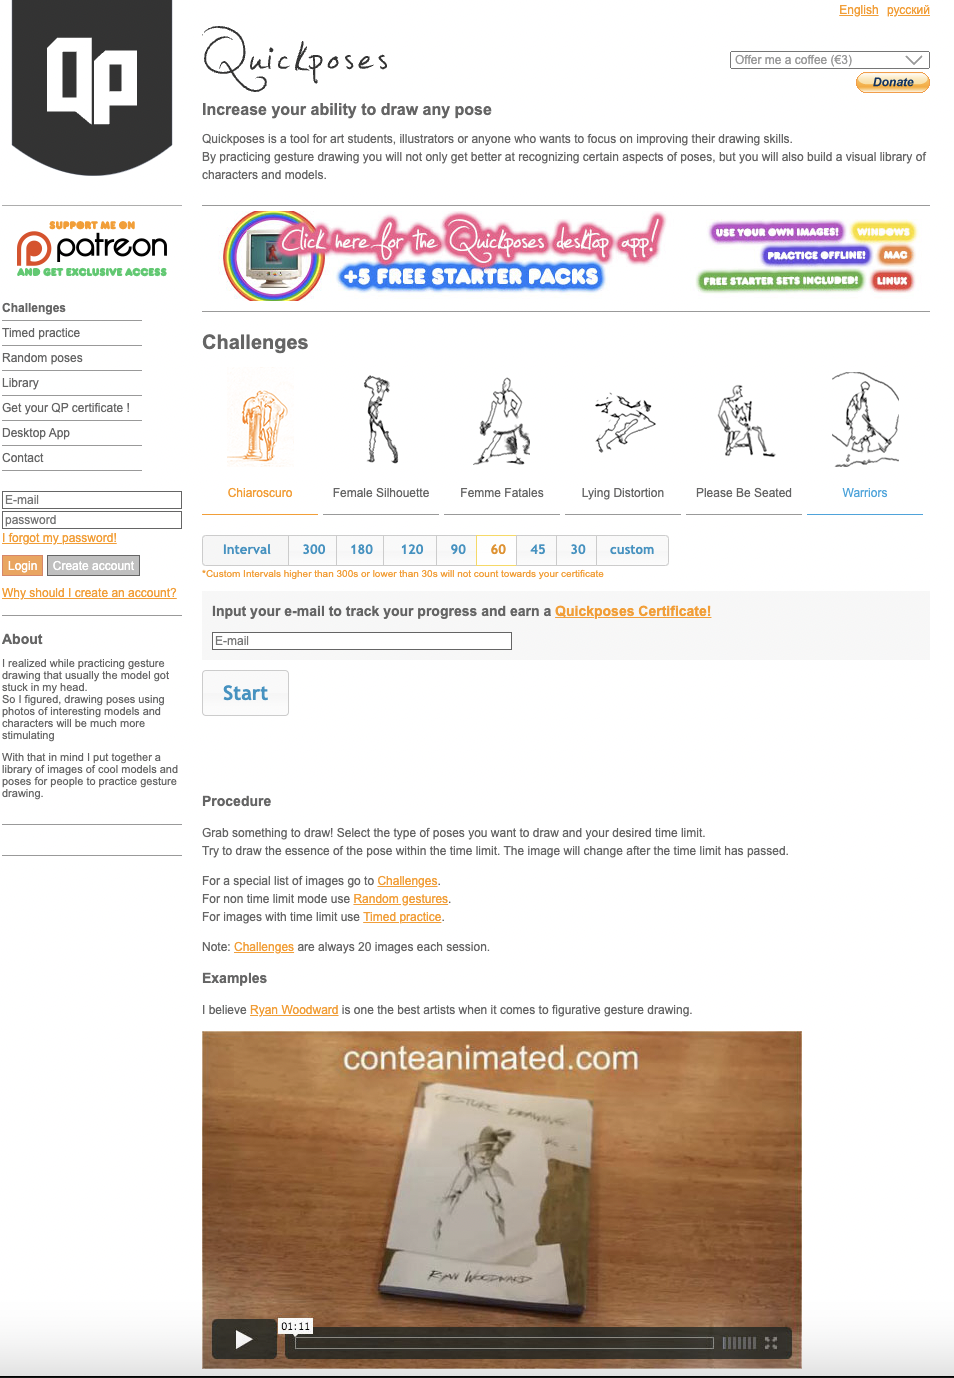 English русский
QP
Quickposes
Offer me a coffee (€3)
Donate
Increase your ability to draw any pose
Quickposes is a tool for art students, illustrators or anyone who wants to focus on improving their drawing skills.
By practicing gesture drawing you will not only get better at recognizing certain aspects of poses, but you will also build a visual library of
characters and models.
SUPPORT ME ON
patreon
AND GET EXCLUSIVE ACCESS
Click here for the Quickposes desktop app!
+5 FREE STARTER PACKS
USE YOUR OWN IMAGES! WINDOWS
PRACTICE OFFLINE! MAC
FREE STARTER SETS INCLUDED! LINUX
Challenges
Timed practice
Random poses
Library
Get your QP certificate !
Desktop App
Contact
E-mail
password
I forgot my password!
Login Create account
Why should I create an account?
About
I realized while practicing gesture
drawing that usually the model got
stuck in my head.
So I figured, drawing poses using
photos of interesting models and
characters will be much more
stimulating
With that in mind I put together a
library of images of cool models and
poses for people to practice gesture
drawing.
Challenges
Chiaroscuro Female Silhouette Femme Fatales Lying Distortion Please Be Seated Warriors
Interval 300 180 120 90 60 45 30 custom
*Custom Intervals higher than 300s or lower than 30s will not count towards your certificate
Input your e-mail to track your progress and earn a Quickposes Certificate!
E-mail
Start
Procedure
Grab something to draw! Select the type of poses you want to draw and your desired time limit.
Try to draw the essence of the pose within the time limit. The image will change after the time limit has passed.
For a special list of images go to Challenges.
For non time limit mode use Random gestures.
For images with time limit use Timed practice.
Note: Challenges are always 20 images each session.
Examples
I believe Ryan Woodward is one the best artists when it comes to figurative gesture drawing.
conteanimated.com
GESTURE DRAWINGS
RYAN WOODWARD
01:11